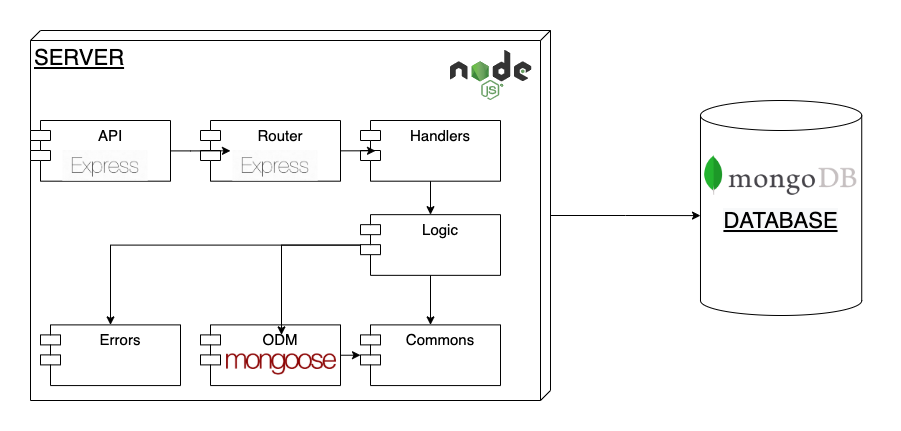 SERVER
node
JS
API
Express
Router
Express
Handlers
Logic
mongoDB
DATABASE
Errors
ODM
mongoose
Commons